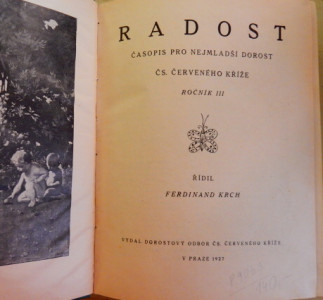 RADOST
ČASOPIS PRO NEJMLADŠÍ DOROST
ČS. ČERVENÉHO KŘÍŽE
ROČNÍK III
ŘÍDIL
FERDINAND KRCH
VYDAL DOROSTOVÝ ODBOR ČS. ČERVENÉHO KŘÍŽE
V PRAZE 1927